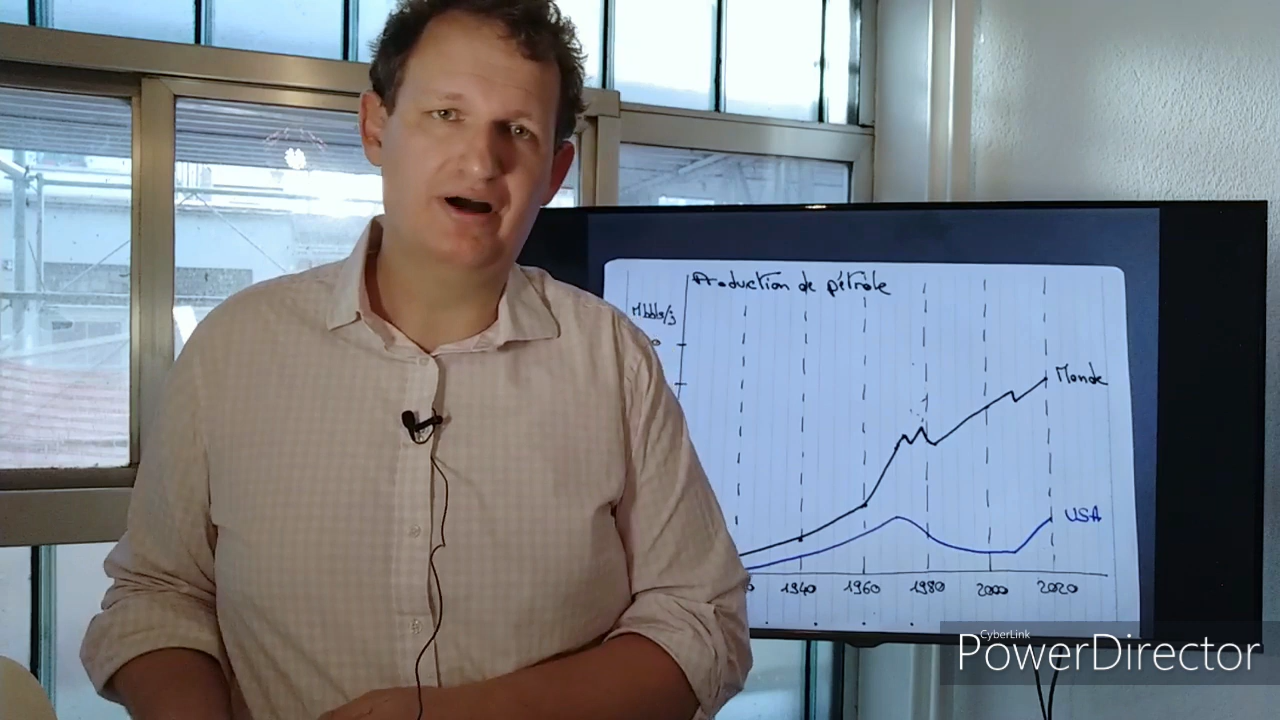 Production de pétrole
Mbbls/j
Monde
USA
1940 1960 1980 2000 2020
CyberLink
PowerDirector